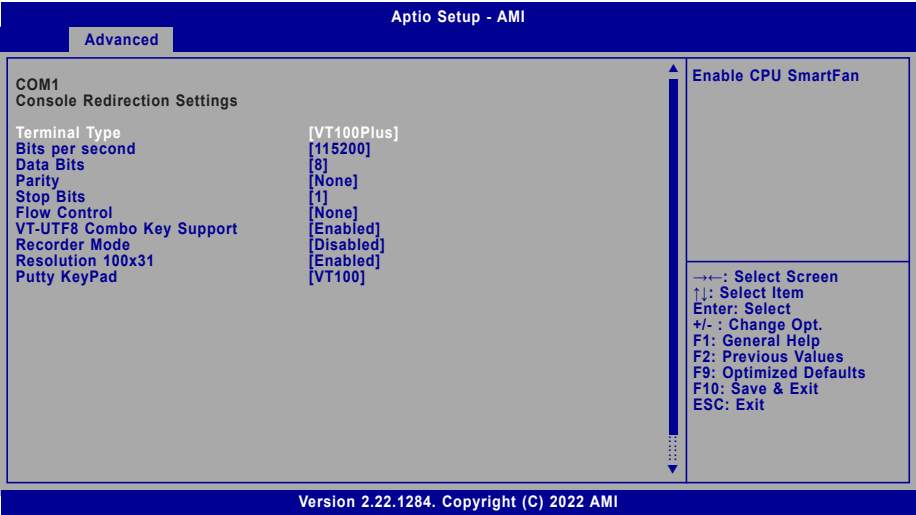 Aptio Setup - AMI
Advanced
COM1
Console Redirection Settings
Terminal Type [VT100Plus]
Bits per second [115200]
Data Bits [8]
Parity [None]
Stop Bits [1]
Flow Control [None]
VT-UTF8 Combo Key Support [Enabled]
Recorder Mode [Disabled]
Resolution 100x31 [Enabled]
Putty KeyPad [VT100]
Enable CPU SmartFan
→←: Select Screen
↑↓: Select Item
Enter: Select
+/- : Change Opt.
F1: General Help
F2: Previous Values
F9: Optimized Defaults
F10: Save & Exit
ESC: Exit
Version 2.22.1284. Copyright (C) 2022 AMI